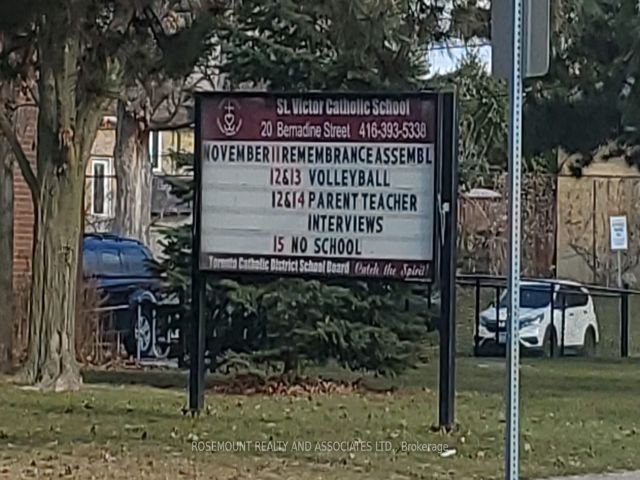 St. Victor Catholic School
20 Bernadine Street 416-393-5338
NOVEMBER 11 REMEMBRANCE ASSEMBL
12&13 VOLLEYBALL
12&14 PARENT TEACHER
INTERVIEWS
15 NO SCHOOL
Toronto Catholic District School Board Catch the Spirit!
ROSEMOUNT REALTY AND ASSOCIATES LTD., Brokerage